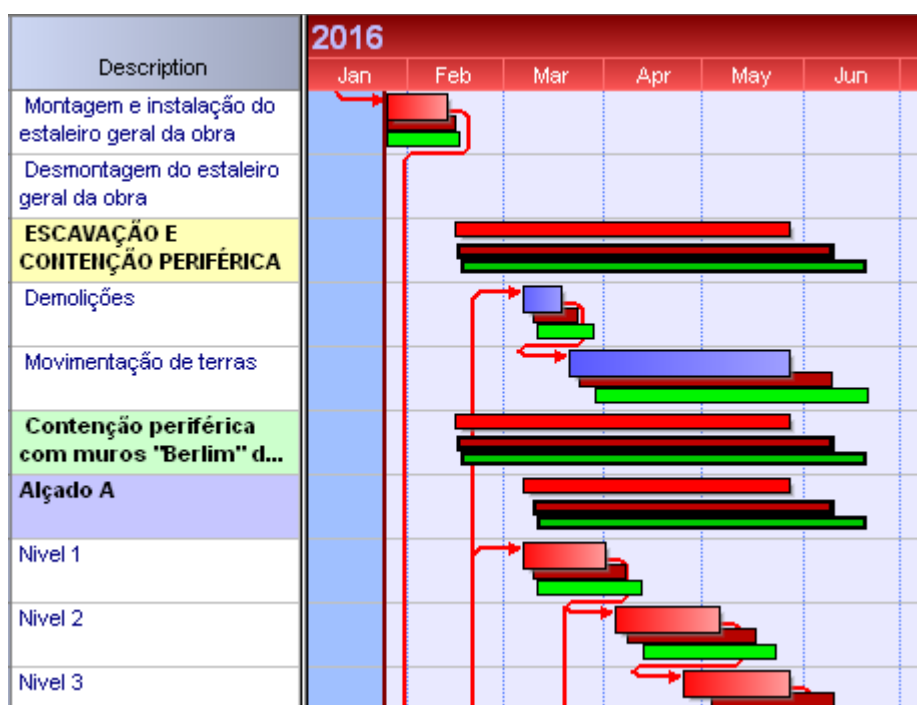 2016
Description
Jan Feb Mar Apr May Jun
Montagem e instalação do
estaleiro geral da obra
Desmontagem do estaleiro
geral da obra
ESCAVAÇÃO E
CONTENÇÃO PERIFÉRICA
Demolições
Movimentação de terras
Contenção periférica
com muros "Berlim" d...
Alçado A
Nivel 1
Nivel 2
Nivel 3